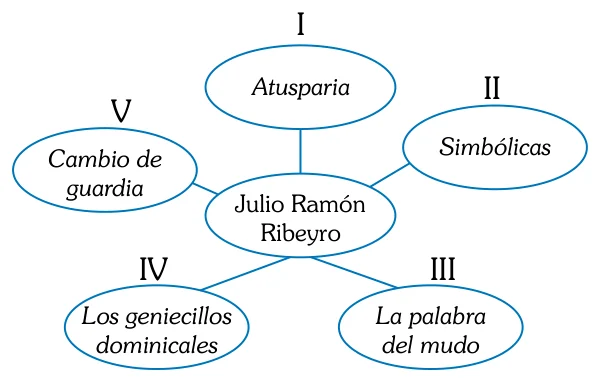 I
Atusparia
II
Simbólicas
III
La palabra
del mudo
IV
Los geniecillos
dominicales
V
Cambio de
guardia
Julio Ramón
Ribeyro